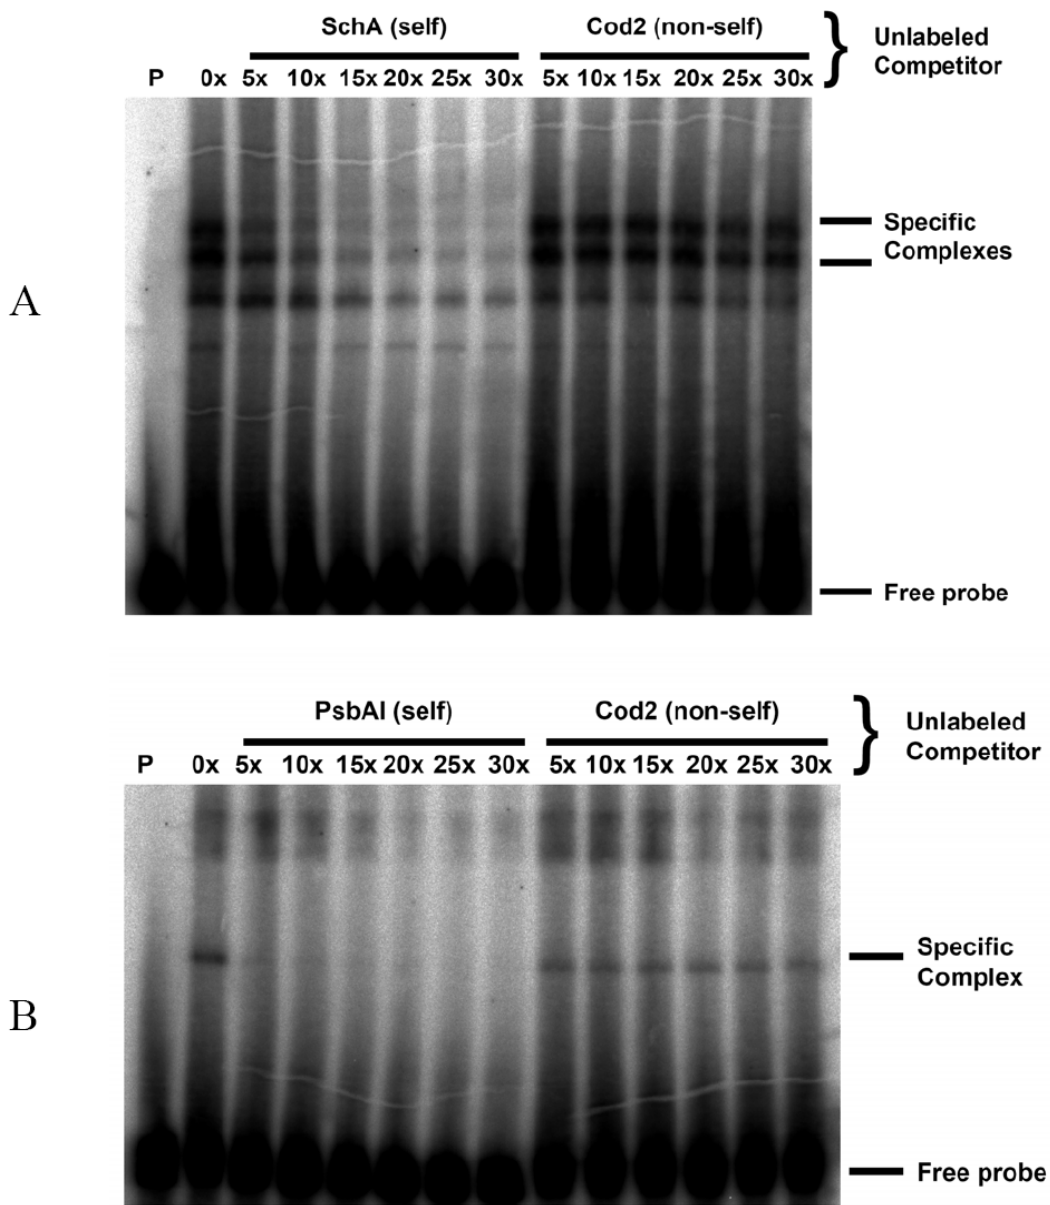 SchA (self) Cod2 (non-self) } Unlabeled
Competitor
P 0x 5x 10x 15x 20x 25x 30x 5x 10x 15x 20x 25x 30x
Specific
Complexes
A
Free probe
PsbAI (self) Cod2 (non-self) } Unlabeled
Competitor
P 0x 5x 10x 15x 20x 25x 30x 5x 10x 15x 20x 25x 30x
Specific
Complex
B
Free probe